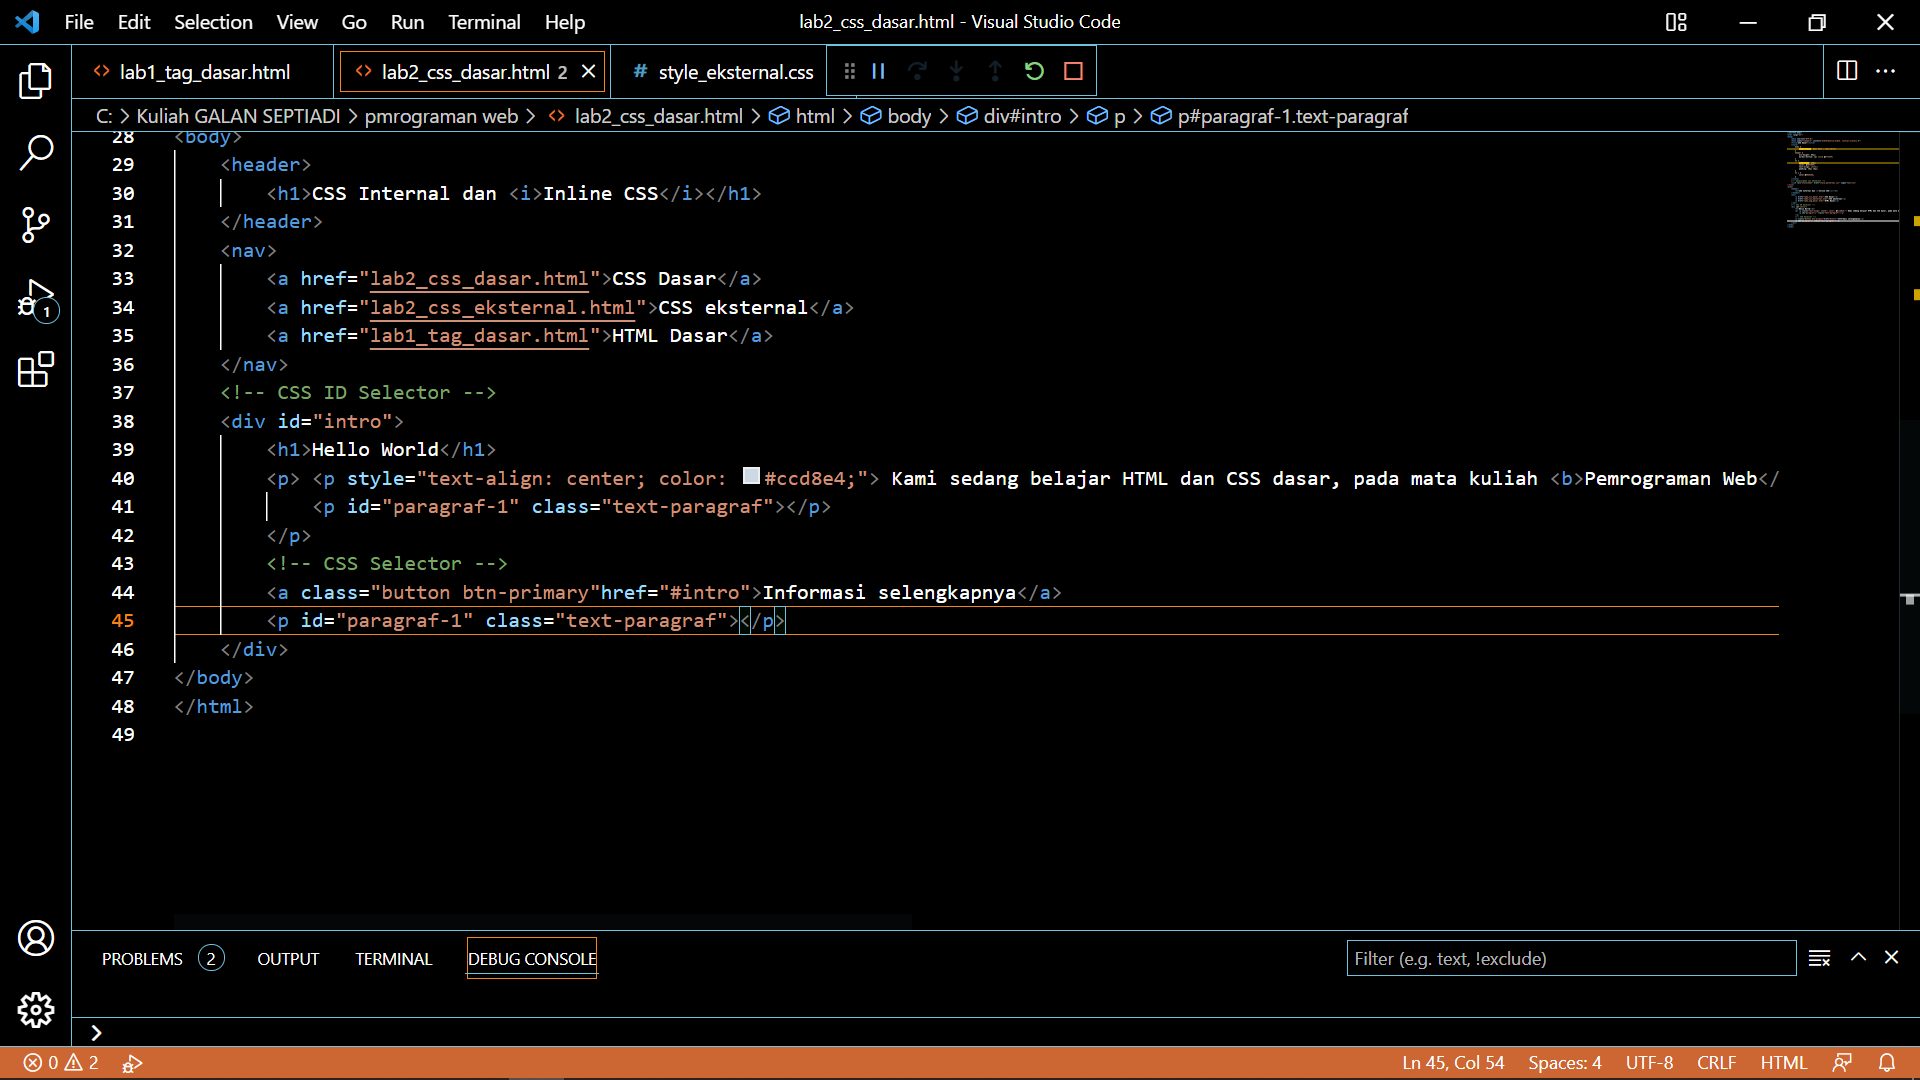 File Edit Selection View Go Run Terminal Help lab2_css_dasar.html - Visual Studio Code
lab1_tag_dasar.html lab2_css_dasar.html 2 # style_eksternal.css
C: > Kuliah GALAN SEPTIADI > pmrograman web > lab2_css_dasar.html > html > body > div#intro > p > p#paragraf-1.text-paragraf
28 <body>
29 <header>
30 <h1>CSS Internal dan <i>Inline CSS</i></h1>
31 </header>
32 <nav>
33 <a href="lab2_css_dasar.html">CSS Dasar</a>
34 <a href="lab2_css_eksternal.html">CSS eksternal</a>
35 <a href="lab1_tag_dasar.html">HTML Dasar</a>
36 </nav>
37 <!-- CSS ID Selector -->
38 <div id="intro">
39 <h1>Hello World</h1>
40 <p> <p style="text-align: center; color: #ccd8e4;"> Kami sedang belajar HTML dan CSS dasar, pada mata kuliah <b>Pemrograman Web</
41 <p id="paragraf-1" class="text-paragraf"></p>
42 </p>
43 <!-- CSS Selector -->
44 <a class="button btn-primary"href="#intro">Informasi selengkapnya</a>
45 <p id="paragraf-1" class="text-paragraf"></p>
46 </div>
47 </body>
48 </html>
49
PROBLEMS 2 OUTPUT TERMINAL DEBUG CONSOLE Filter (e.g. text, !exclude)
1
0 2 Ln 45, Col 54 Spaces: 4 UTF-8 CRLF HTML